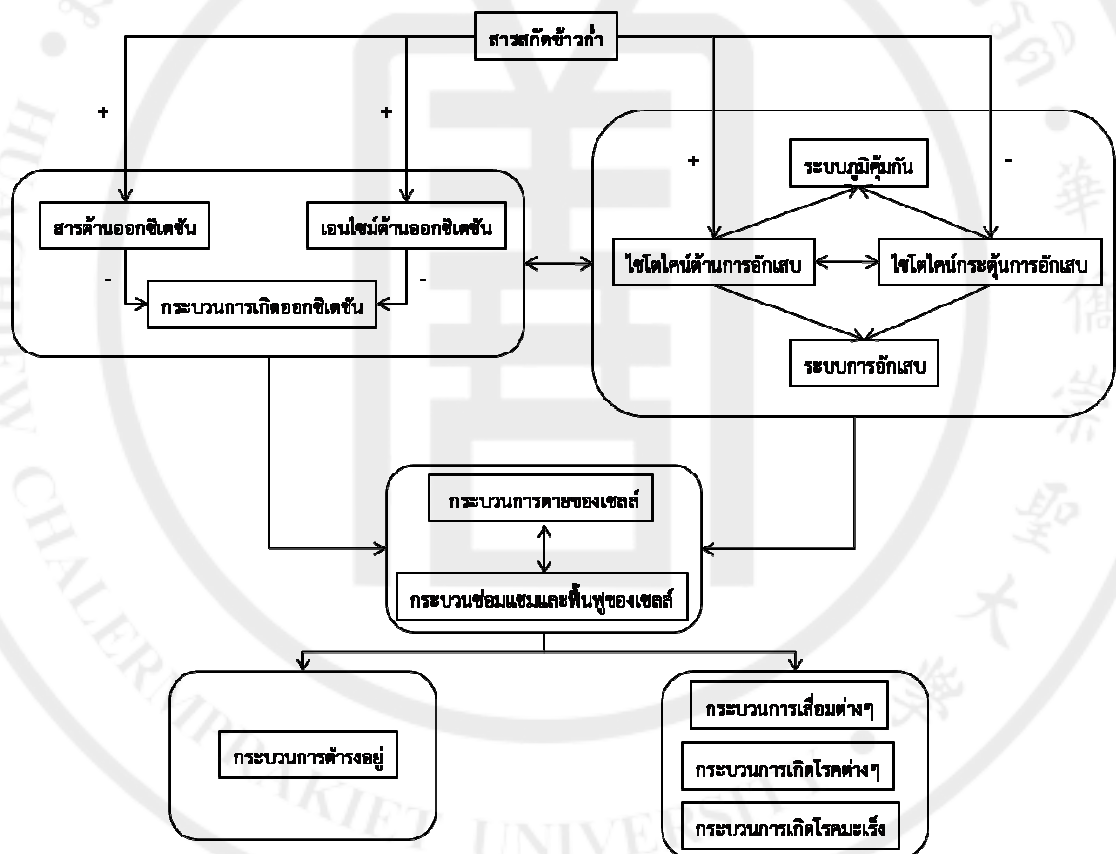 สารสกัดข้าวก่ำ
+
+
+
-
ระบบภูมิคุ้มกัน
สารต้านออกซิเดชัน
เอนไซม์ต้านออกซิเดชัน
ไซโตไคน์ต้านการอักเสบ
ไซโตไคน์กระตุ้นการอักเสบ
-
-
กระบวนการเกิดออกซิเดชัน
ระบบการอักเสบ
กระบวนการตายของเซลล์
กระบวนซ่อมแซมและฟื้นฟูของเซลล์
กระบวนการดำรงอยู่
กระบวนการเสื่อมต่างๆ
กระบวนการเกิดโรคต่างๆ
กระบวนการเกิดโรคมะเร็ง
華
僑
崇
聖
大
學
CHALERMPRAKIET UNIVERSITY